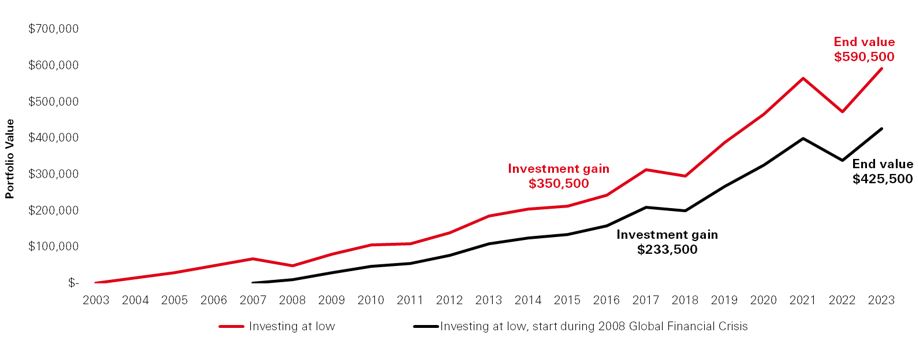 $700,000
$600,000
$500,000
$400,000
$300,000
$200,000
$100,000
$-
Portfolio Value
End value
$590,500
Investment gain
$350,500
End value
$425,500
Investment gain
$233,500
2003 2004 2005 2006 2007 2008 2009 2010 2011 2012 2013 2014 2015 2016 2017 2018 2019 2020 2021 2022 2023
Investing at low
Investing at low, start during 2008 Global Financial Crisis